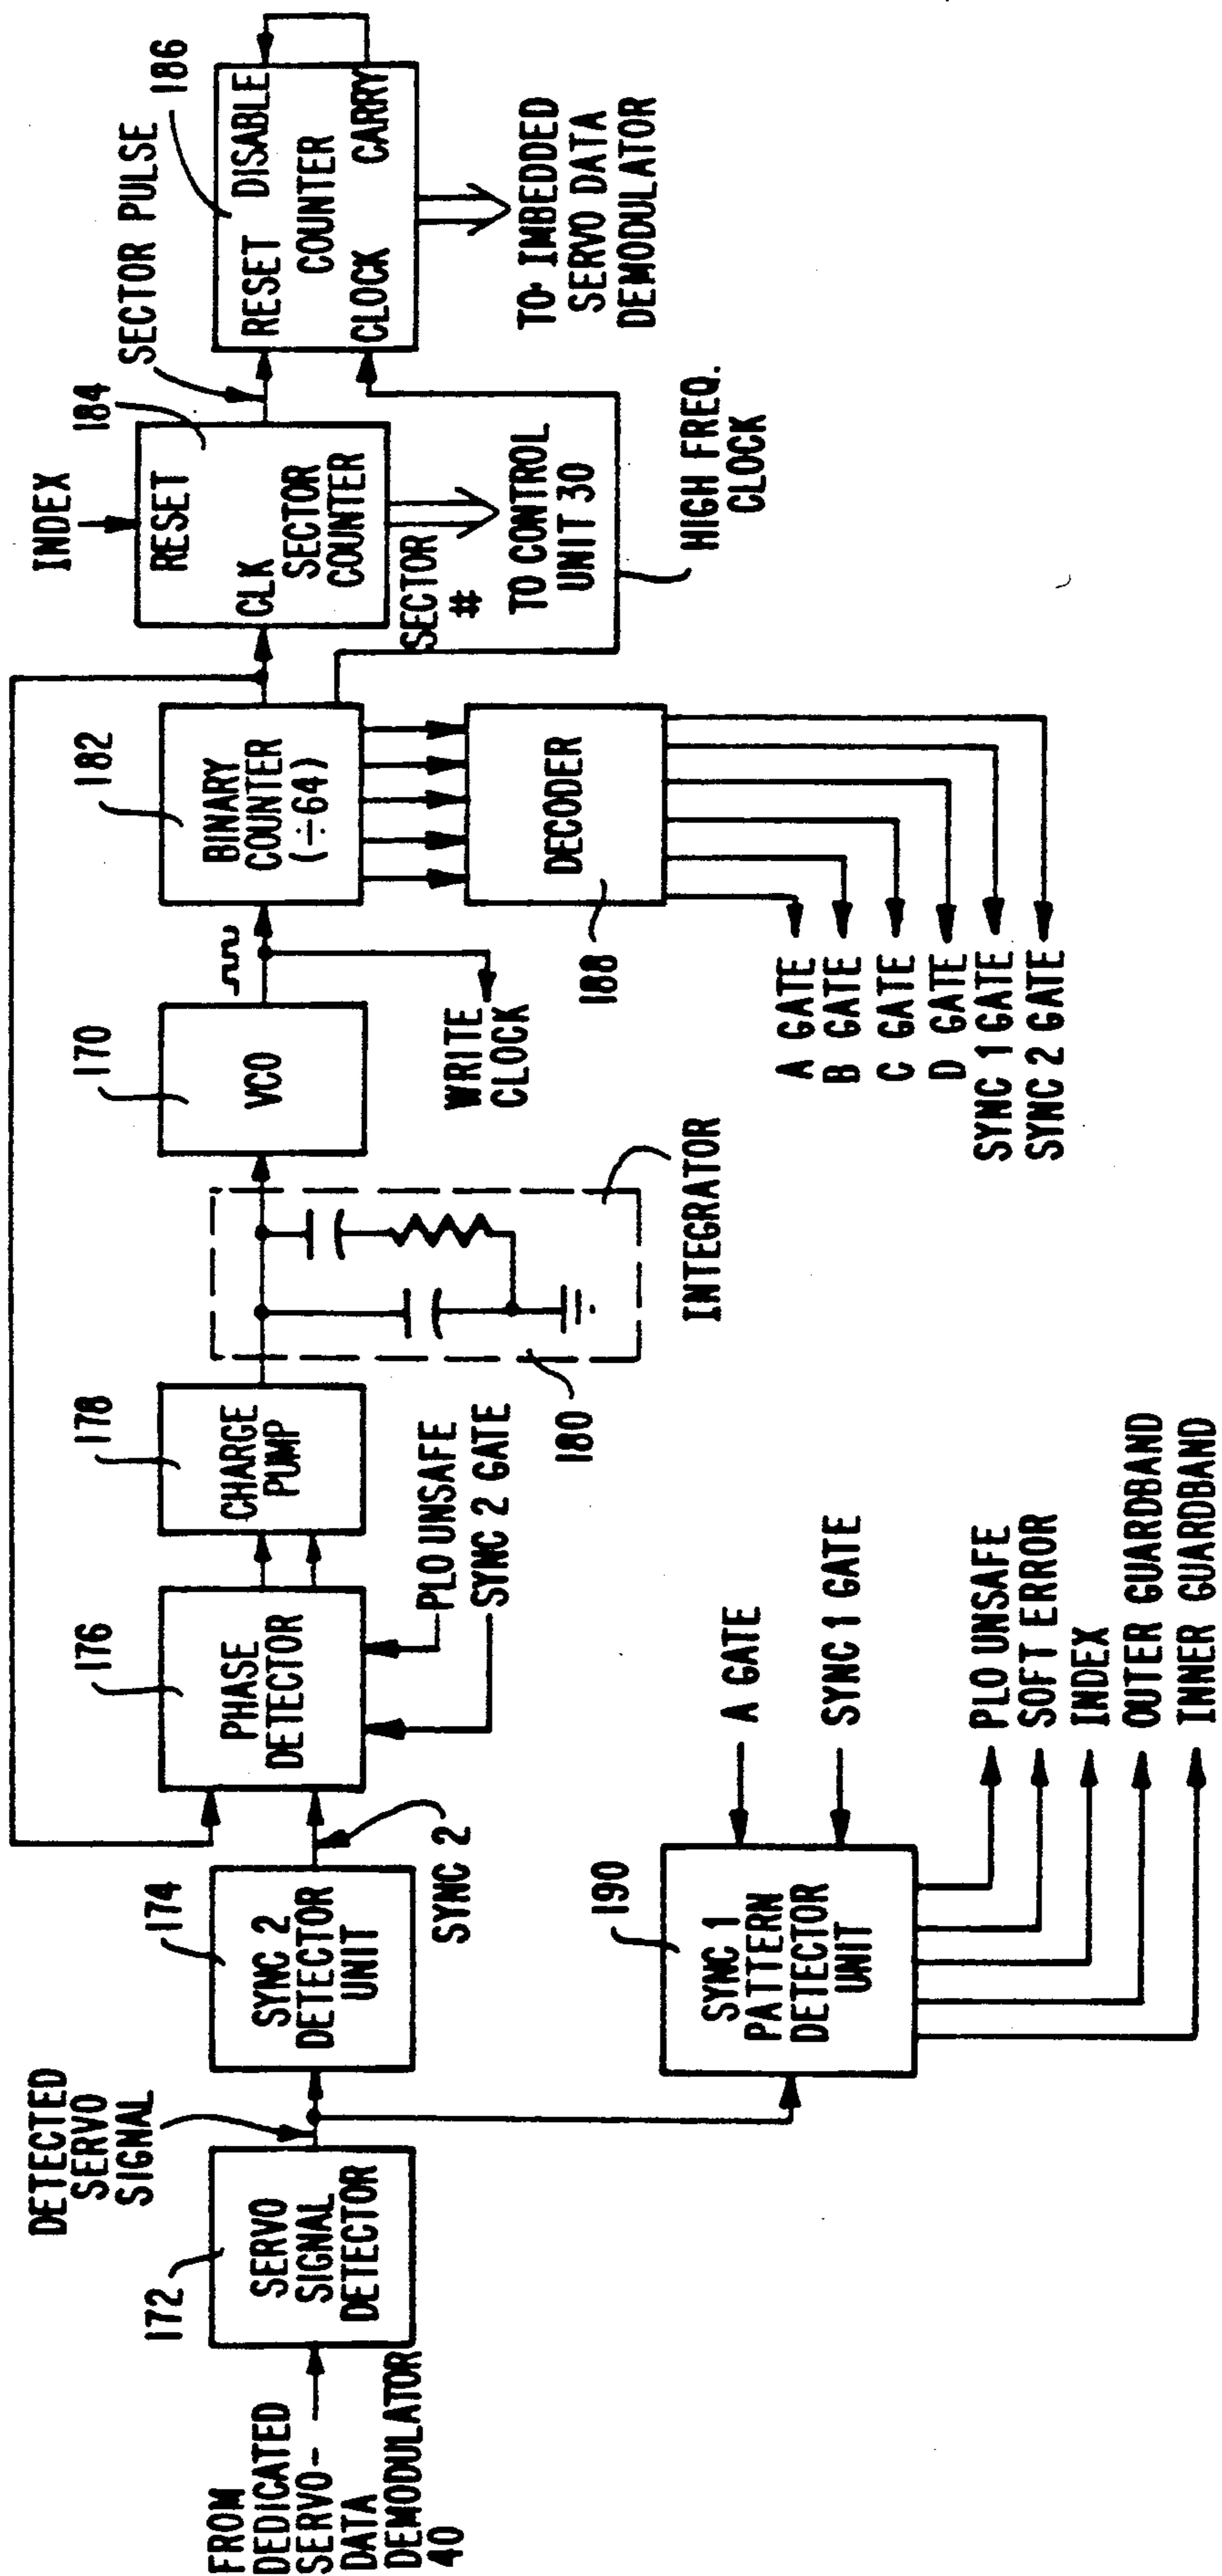 FROM
DEDICATED
SERVO-
DATA
DEMODULATOR
40
172
SERVO
SIGNAL
DETECTOR
DETECTED
SERVO
SIGNAL
174
SYNC 2
DETECTOR
UNIT
SYNC 2
176
PHASE
DETECTOR
PLO UNSAFE
SYNC 2 GATE
178
CHARGE
PUMP
180
INTEGRATOR
170
VCO
WRITE
CLOCK
182
BINARY
COUNTER
(÷64)
188
DECODER
A GATE
B GATE
C GATE
D GATE
SYNC 1 GATE
SYNC 2 GATE
INDEX
184
RESET
CLK
SECTOR
COUNTER
SECTOR
#
TO CONTROL
UNIT 30
HIGH FREQ.
CLOCK
SECTOR PULSE
186
RESET DISABLE
COUNTER
CLOCK CARRY
TO IMBEDDED
SERVO DATA
DEMODULATOR
190
SYNC 1
PATTERN
DETECTOR
UNIT
A GATE
SYNC 1 GATE
PLO UNSAFE
SOFT ERROR
INDEX
OUTER GUARDBAND
INNER GUARDBAND